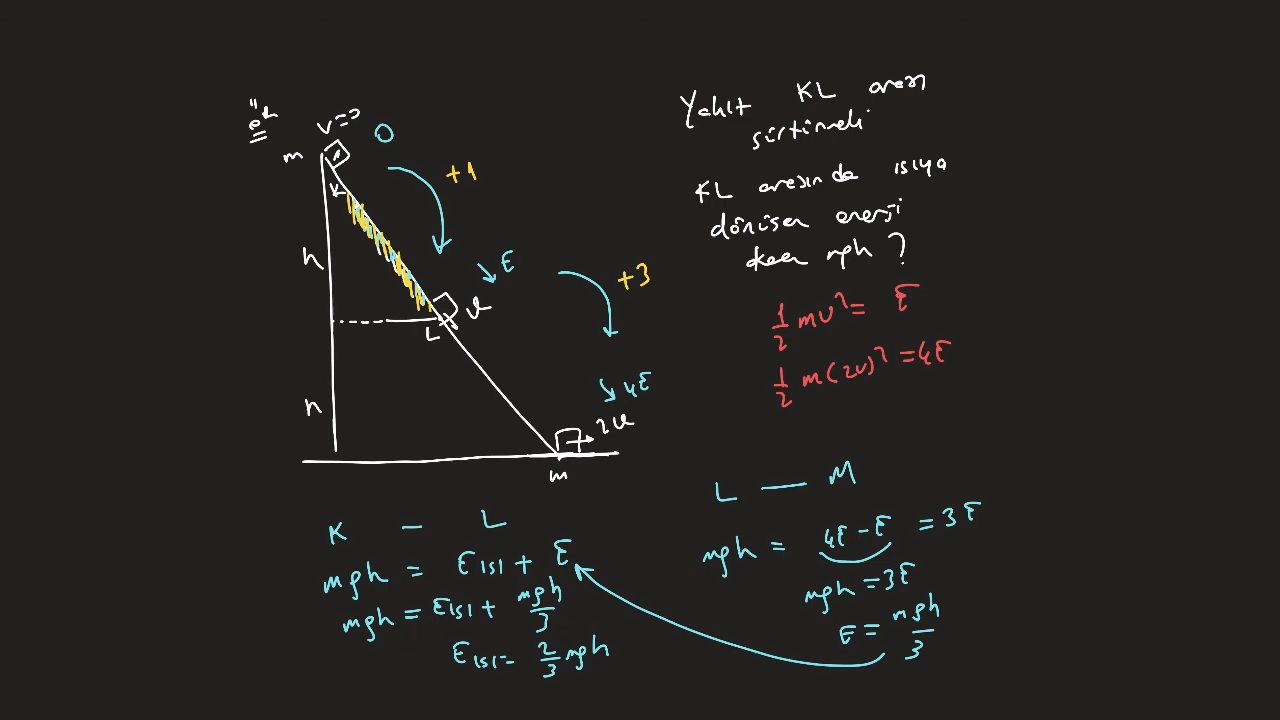 v=0
m
O
K
+1
h
E
+3
ϑ
L
h
4E
2ϑ
m
Yalnız KL arası
sürtünmeli
KL arasında ısıya
dönüşen enerji
kaç mgh ?
1/2 mv² = E
1/2 m(2v)² = 4E
K - L
mgh = Eısı + E
mgh = Eısı + mgh/3
Eısı = 2/3 mgh
L — M
mgh = 4E - E = 3E
mgh = 3E
E = mgh/3